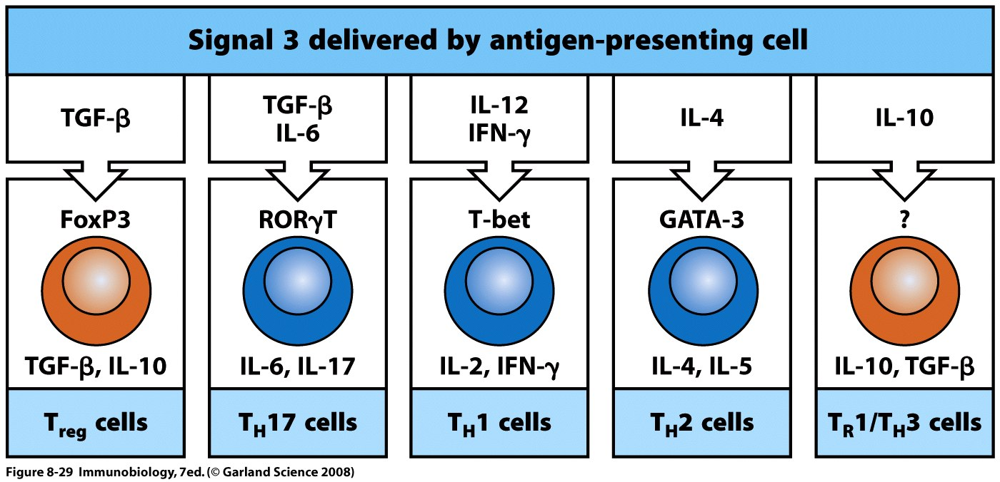 Signal 3 delivered by antigen-presenting cell
TGF-β
TGF-β
IL-6
IL-12
IFN-γ
IL-4
IL-10
FoxP3
RORγT
T-bet
GATA-3
?
TGF-β, IL-10
IL-6, IL-17
IL-2, IFN-γ
IL-4, IL-5
IL-10, TGF-β
Treg cells
TH17 cells
TH1 cells
TH2 cells
TR1/TH3 cells
Figure 8-29 Immunobiology, 7ed. (© Garland Science 2008)